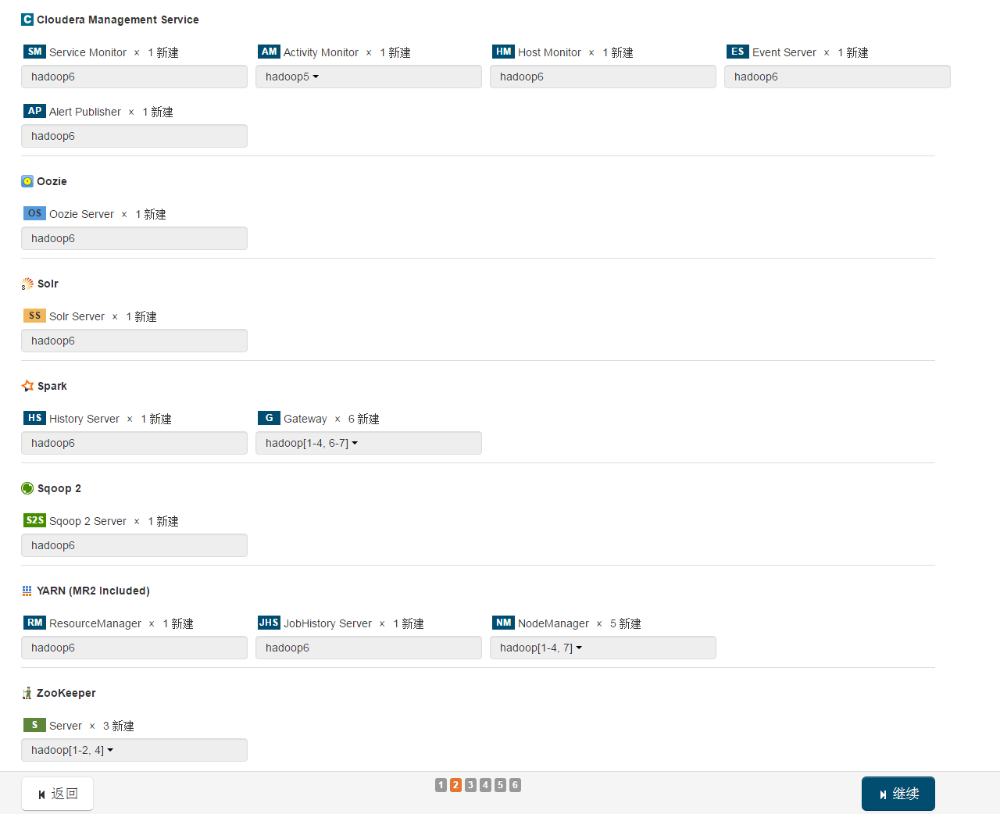 C Cloudera Management Service
SM Service Monitor × 1 新建 AM Activity Monitor × 1 新建 HM Host Monitor × 1 新建 ES Event Server × 1 新建
hadoop6 hadoop5 hadoop6 hadoop6
AP Alert Publisher × 1 新建
hadoop6
Oozie
OS Oozie Server × 1 新建
hadoop6
Solr
SS Solr Server × 1 新建
hadoop6
Spark
HS History Server × 1 新建 G Gateway × 6 新建
hadoop6 hadoop[1-4, 6-7]
Sqoop 2
S2S Sqoop 2 Server × 1 新建
hadoop6
YARN (MR2 Included)
RM ResourceManager × 1 新建 JHS JobHistory Server × 1 新建 NM NodeManager × 5 新建
hadoop6 hadoop6 hadoop[1-4, 7]
ZooKeeper
S Server × 3 新建
hadoop[1-2, 4]
返回 1 2 3 4 5 6 继续